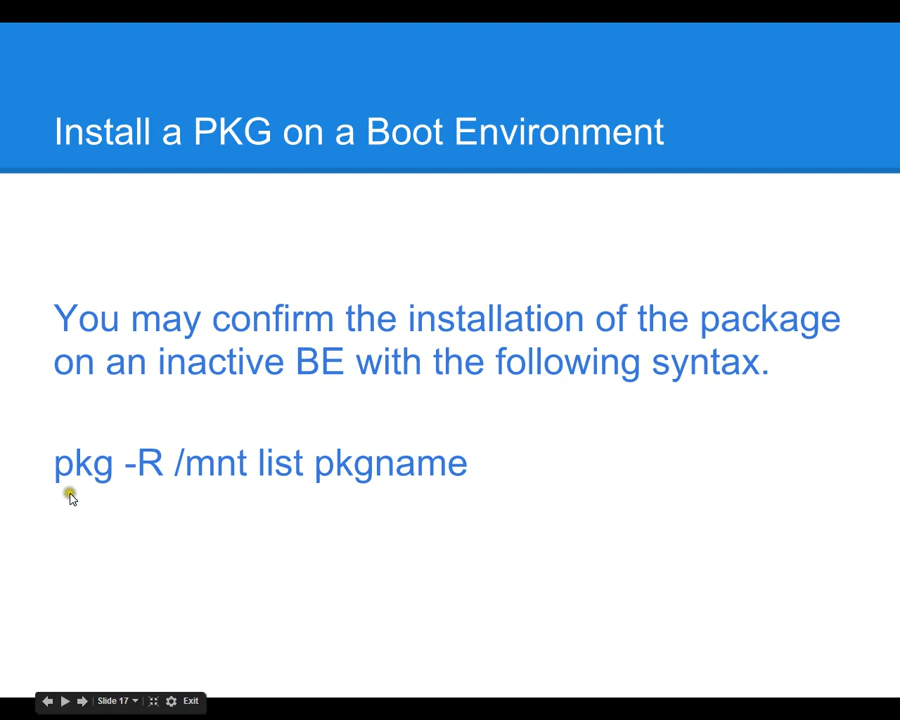 Install a PKG on a Boot Environment
You may confirm the installation of the package
on an inactive BE with the following syntax.
pkg -R /mnt list pkgname
Slide 17
Exit